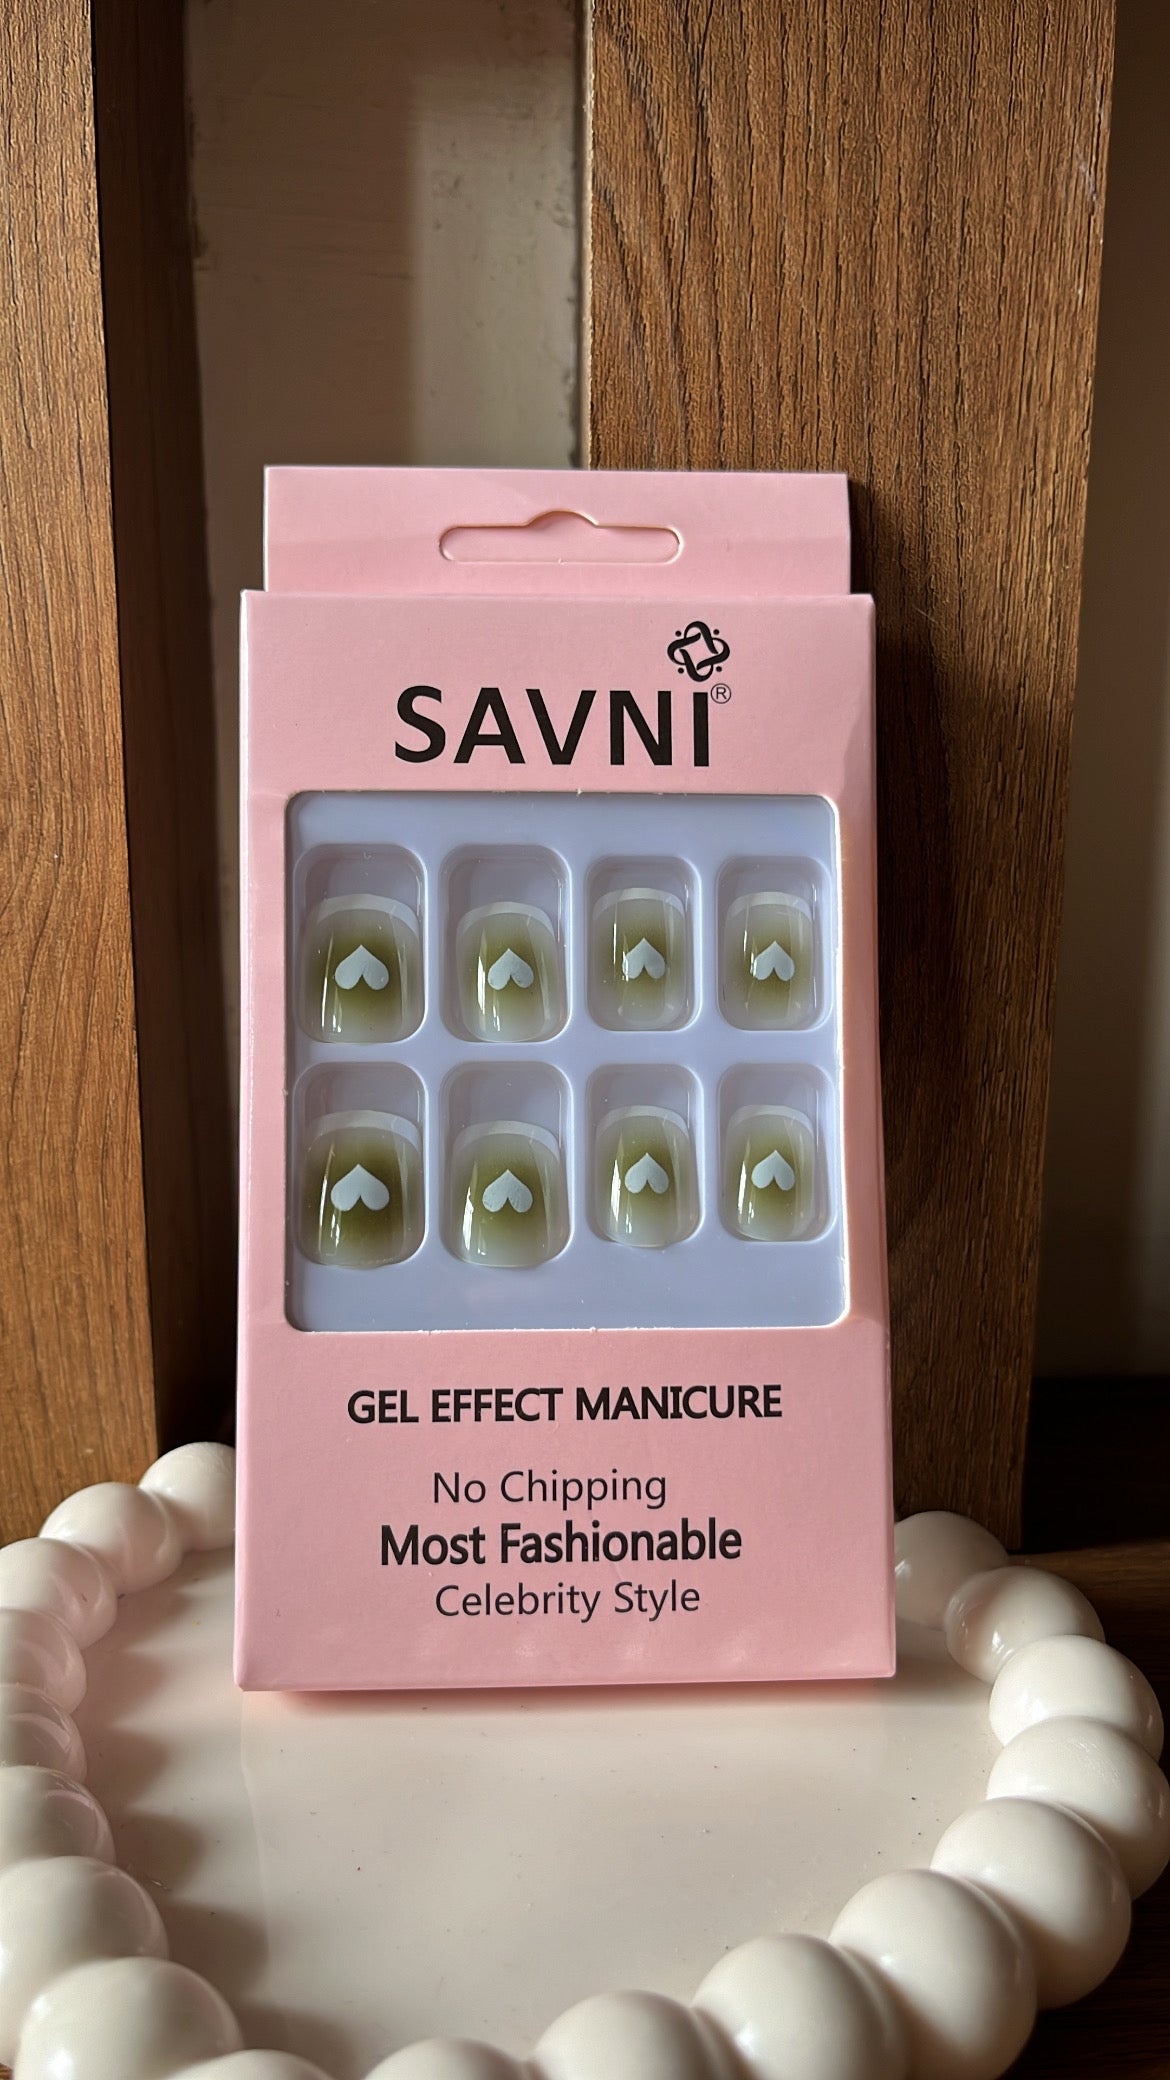 SAVNI®
GEL EFFECT MANICURE
No Chipping
Most Fashionable
Celebrity Style